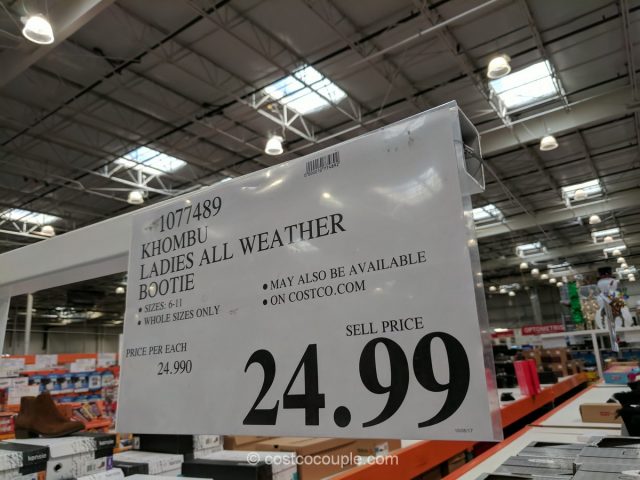 1077489
KHOMBU
LADIES ALL WEATHER
BOOTIE
• SIZES: 6-11
• WHOLE SIZES ONLY
• MAY ALSO BE AVAILABLE
• ON COSTCO.COM
PRICE PER EACH
24.990
SELL PRICE
24.99
OPTOMETRIC
© costcocouple.com